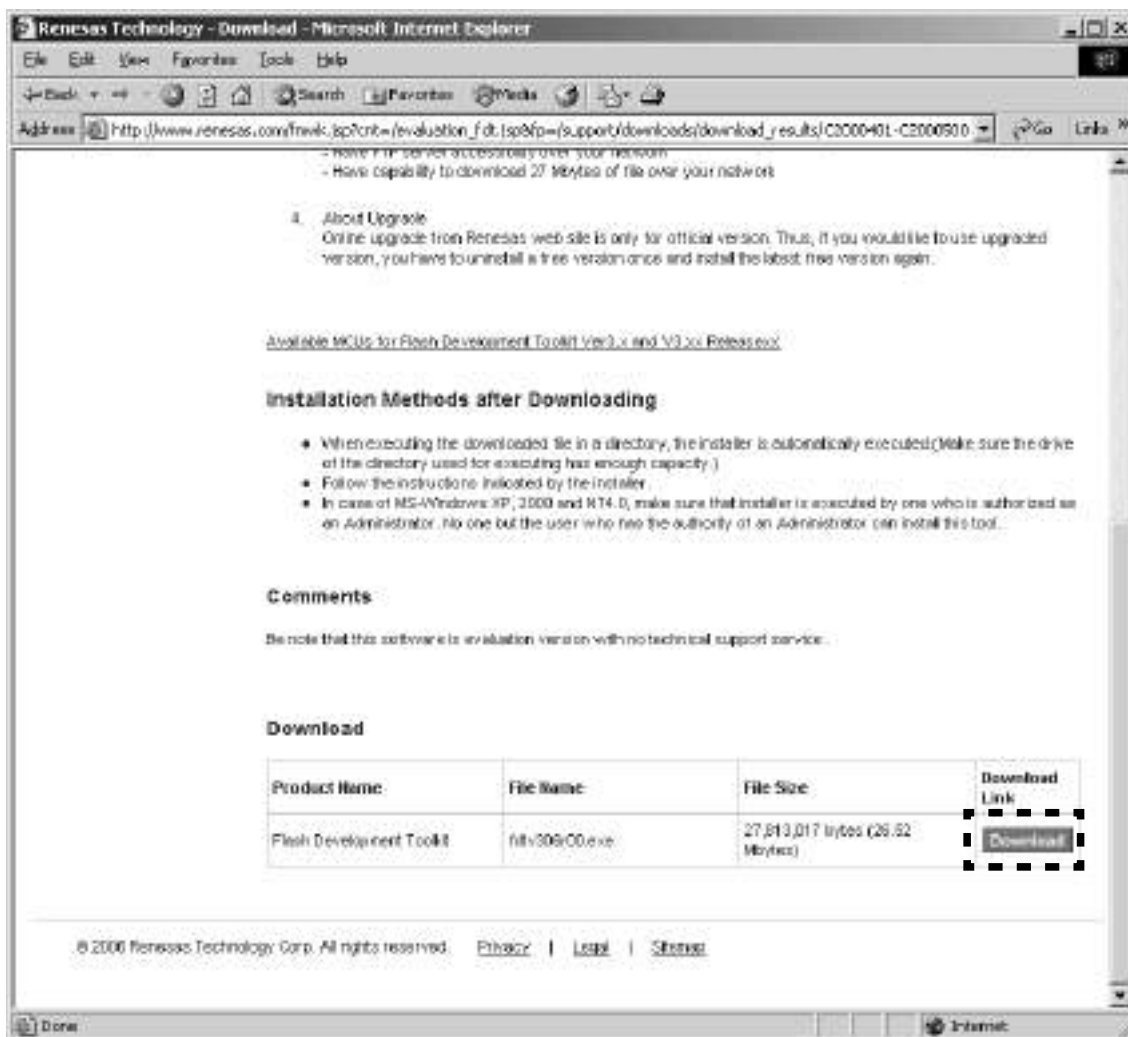 Renesas Technology - Download - Microsoft Internet Explorer
File Edit View Favorites Tools Help
Back Search Favorites Media
Address http://www.renesas.com/fmwk.jsp?cnt=/evaluation_fdt.jsp&fp=/support/downloads/download_results/C2000401-C2000500 Go Links »
- Have FTP server accessibility over your network
- Have capability to download 27 Mbytes of file over your network
4. About Upgrade
Online upgrade from Renesas web site is only for official version. Thus, if you would like to use upgraded
version, you have to uninstall a free version once and install the latest free version again.
Available MCUs for Flash Development Toolkit Ver3.x and V3.xx Releasexx
Installation Methods after Downloading
• When executing the downloaded file in a directory, the installer is automatically executed.(Make sure the drive
of the directory used for executing has enough capacity.)
• Follow the instructions indicated by the installer.
• In case of MS-Windows XP, 2000 and NT4.0, make sure that installer is executed by one who is authorized as
an Administrator. No one but the user who has the authority of an Administrator can install this tool.
Comments
Be note that this software is evaluation version with no technical support service.
Download
Product Name File Name File Size Download
Link
Flash Development Toolkit fdtv306r00.exe 27,813,017 bytes (26.52
Mbytes) Download
© 2006 Renesas Technology Corp. All rights reserved. Privacy | Legal | Sitemap
Done Internet